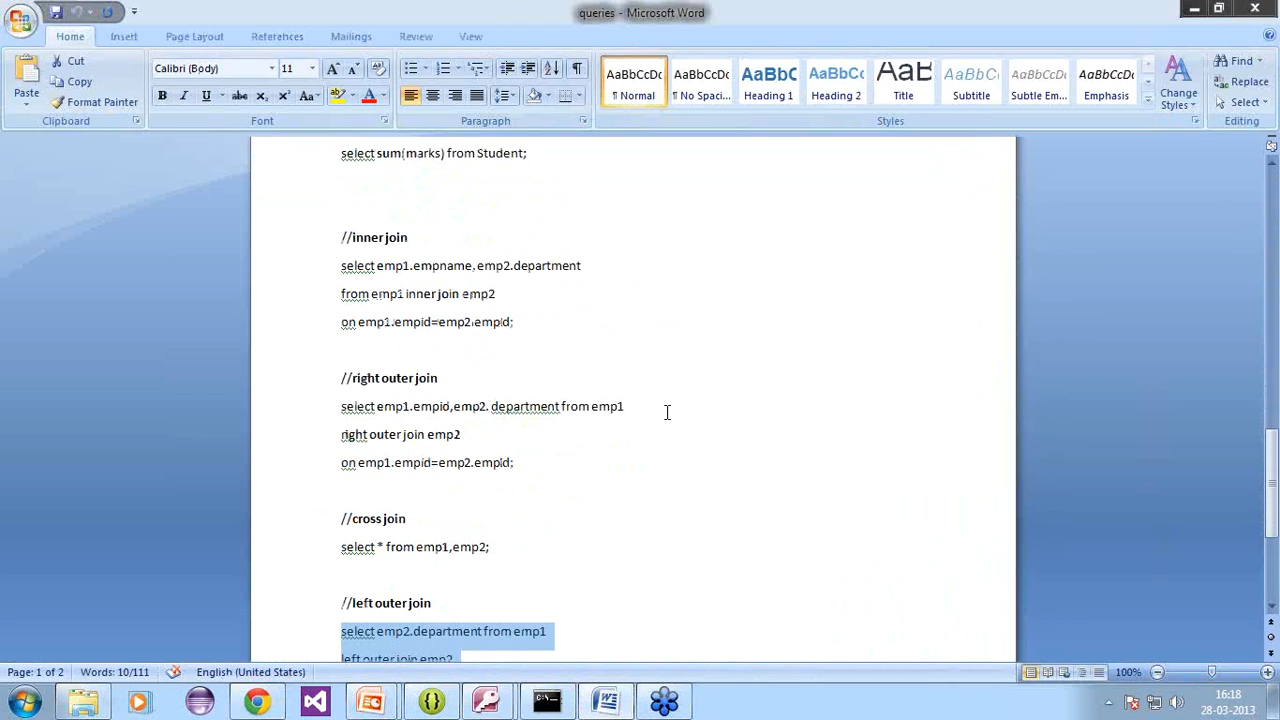 queries - Microsoft Word
Home Insert Page Layout References Mailings Review View
Paste
Cut
Copy
Format Painter
Clipboard
Calibri (Body) 11
Font
Paragraph
AaBbCcDc AaBbCcDc AaBbC AaBbCc AaB AaBbCc. AaBbCcDc AaBbCcDc
¶ Normal ¶ No Spaci... Heading 1 Heading 2 Title Subtitle Subtle Em... Emphasis
Change Styles
Styles
Find
Replace
Select
Editing
select sum(marks) from Student;
//inner join
select emp1.empname, emp2.department
from emp1 inner join emp2
on emp1.empid=emp2.empId;
//right outer join
select emp1.empid,emp2. department from emp1
right outer join emp2
on emp1.empid=emp2.empId;
//cross join
select * from emp1,emp2;
//left outer join
select emp2.department from emp1
left outer join emp2
Page: 1 of 2 Words: 10/111 English (United States) 100%
16:18
28-03-2013